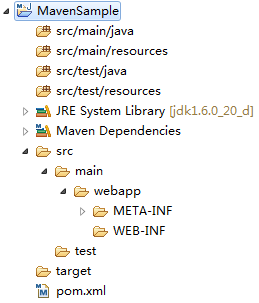 MavenSample
src/main/java
src/main/resources
src/test/java
src/test/resources
JRE System Library [jdk1.6.0_20_d]
Maven Dependencies
src
main
webapp
META-INF
WEB-INF
test
target
pom.xml